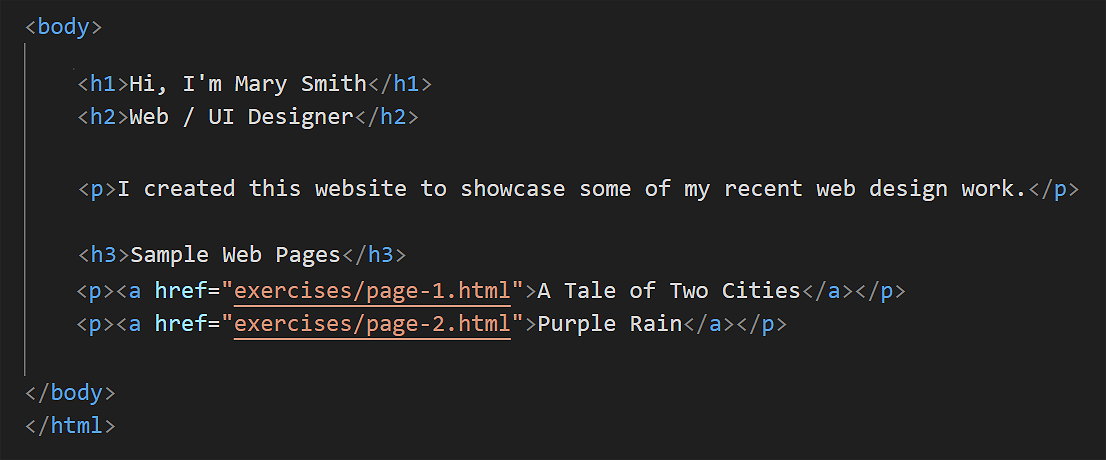 <body>
<h1>Hi, I'm Mary Smith</h1>
<h2>Web / UI Designer</h2>
<p>I created this website to showcase some of my recent web design work.</p>
<h3>Sample Web Pages</h3>
<p><a href="exercises/page-1.html">A Tale of Two Cities</a></p>
<p><a href="exercises/page-2.html">Purple Rain</a></p>
</body>
</html>